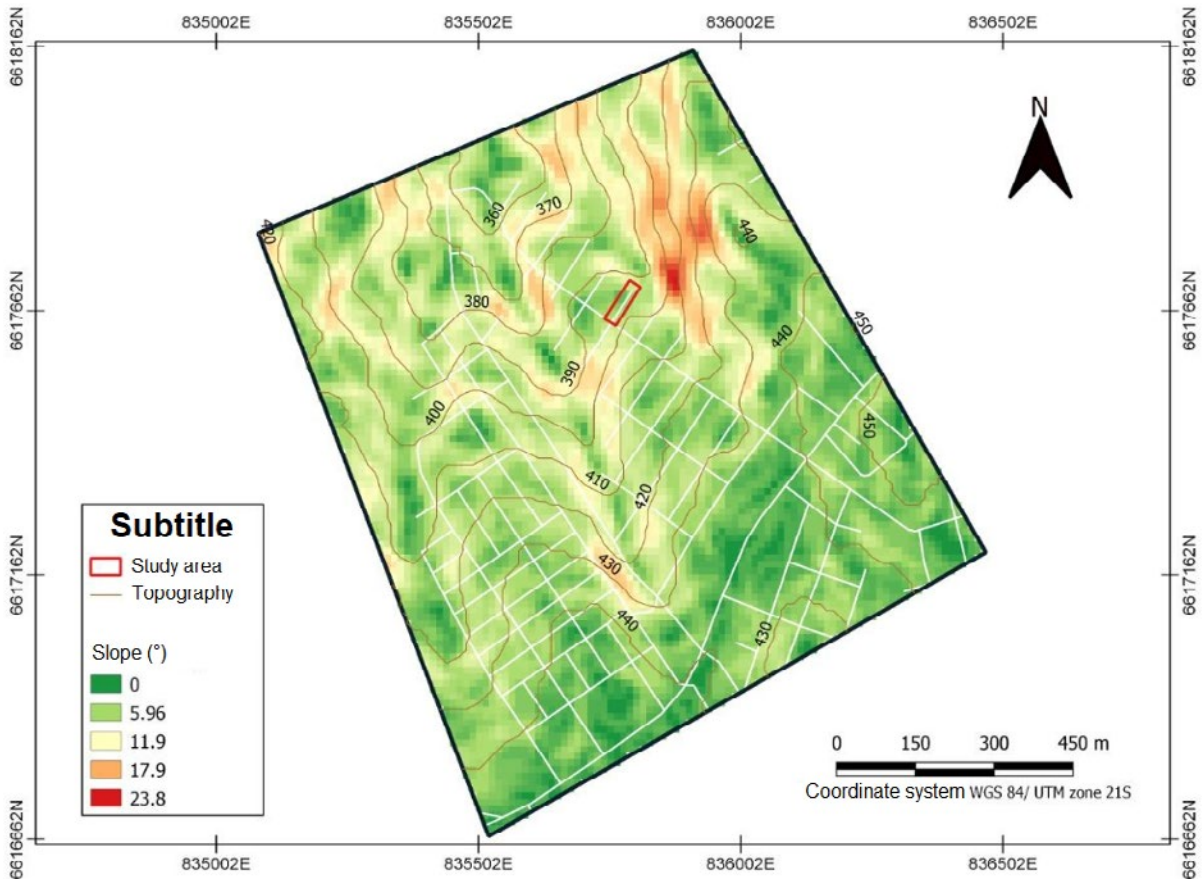 835002E 835502E 836002E 836502E
6618162N 6618162N
N
420
360 370
440
6617662N 6617662N
380
450
440
390
400
450
410
420
430
6617162N 6617162N
440
430
Subtitle
Study area
Topography
Slope (°)
0
5.96
11.9
17.9
23.8
0 150 300 450 m
Coordinate system WGS 84/ UTM zone 21S
6616662N 6616662N
835002E 835502E 836002E 836502E